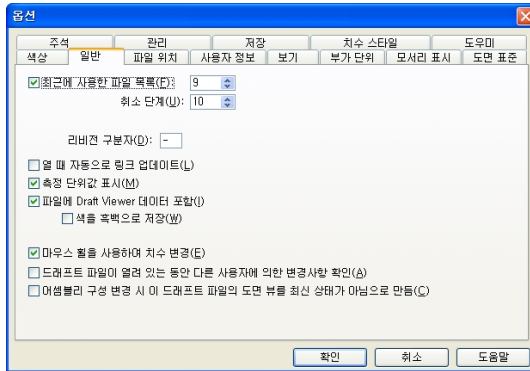 옵션
주석 관리 저장 치수 스타일 도우미
색상 일반 파일 위치 사용자 정보 보기 부가 단위 모서리 표시 도면 표준
최근에 사용한 파일 목록(F): 9
취소 단계(U): 10
리비전 구분자(D): -
열 때 자동으로 링크 업데이트(L)
측정 단위값 표시(M)
파일에 Draft Viewer 데이터 포함(I)
색을 흑백으로 저장(W)
마우스 휠을 사용하여 치수 변경(E)
드래프트 파일이 열려 있는 동안 다른 사용자에 의한 변경사항 확인(A)
어셈블리 구성 변경 시 이 드래프트 파일의 도면 뷰를 최신 상태가 아님으로 만듬(C)
확인 취소 도움말